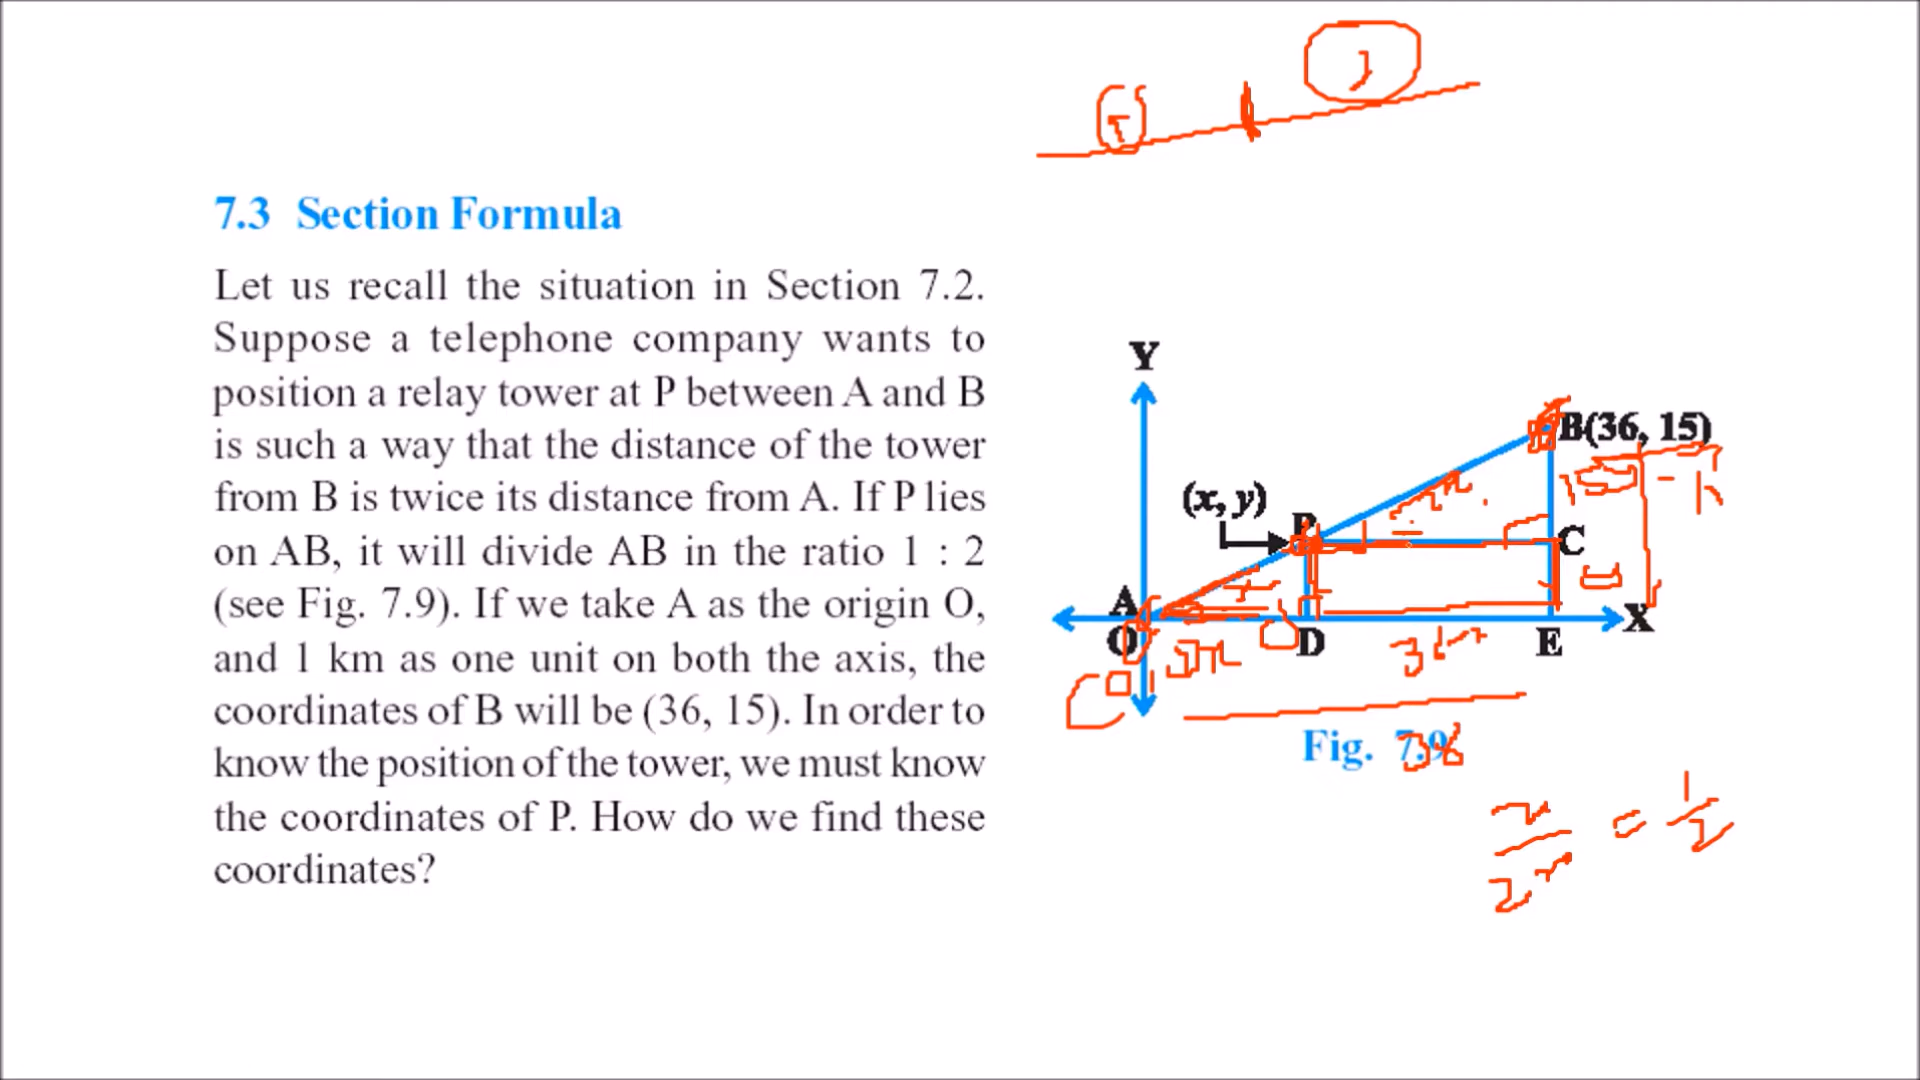 7.3 Section Formula
Let us recall the situation in Section 7.2.
Suppose a telephone company wants to
position a relay tower at P between A and B
is such a way that the distance of the tower
from B is twice its distance from A. If P lies
on AB, it will divide AB in the ratio 1 : 2
(see Fig. 7.9). If we take A as the origin O,
and 1 km as one unit on both the axis, the
coordinates of B will be (36, 15). In order to
know the position of the tower, we must know
the coordinates of P. How do we find these
coordinates?
Y
B(36, 15)
(x, y)
P
C
A
X
O
D
E
Fig. 7.9
36
= 1/2